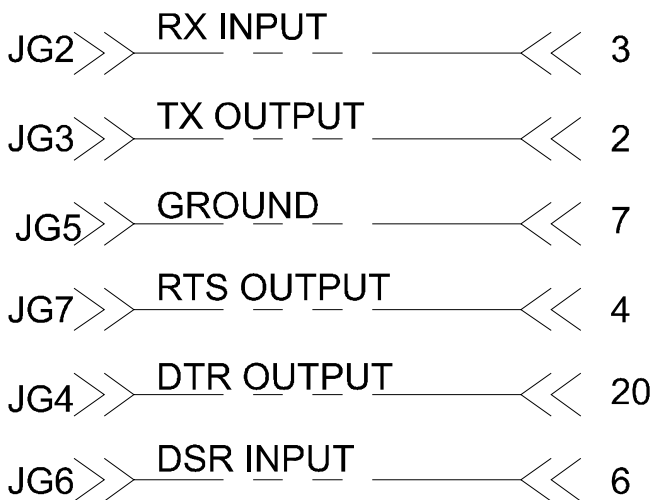 JG2 RX INPUT 3
JG3 TX OUTPUT 2
JG5 GROUND 7
JG7 RTS OUTPUT 4
JG4 DTR OUTPUT 20
JG6 DSR INPUT 6